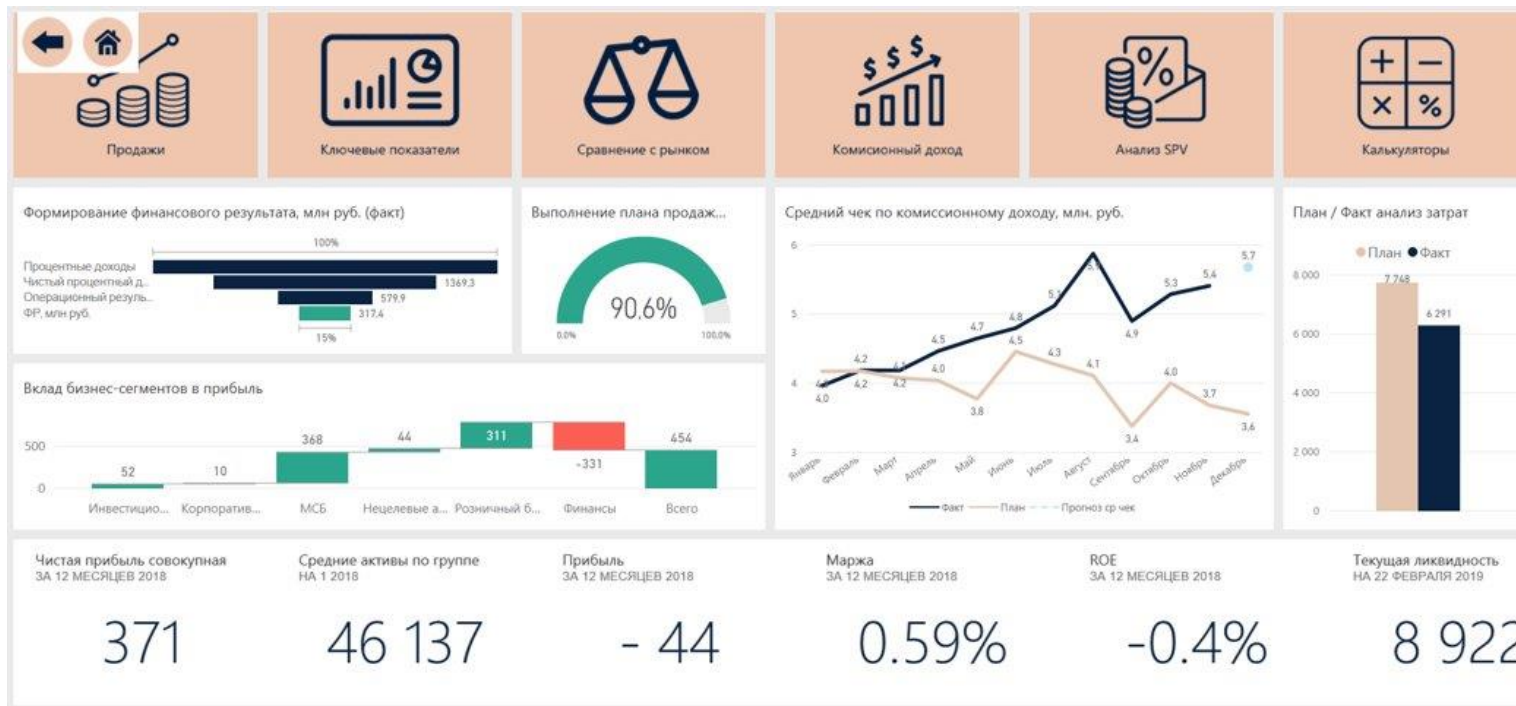 Продажи
Ключевые показатели
Сравнение с рынком
$ $ $
Комисионный доход
%
Анализ SPV
+ −
× %
Калькуляторы
Формирование финансового результата, млн руб. (факт)
100%
Процентные доходы
Чистый процентный д...
1369.3
Операционный резуль...
579.9
ФР, млн руб.
317.4
15%
Выполнение плана продаж...
90,6%
0,0%
100,0%
Вклад бизнес-сегментов в прибыль
500
0
52
10
368
44
311
-331
454
Инвестицио...
Корпоратив...
МСБ
Нецелевые а...
Розничный б...
Финансы
Всего
Средний чек по комиссионному доходу, млн. руб.
6
5
4
3
4,0
4,2
4,2
4,2
4,5
4,0
4,7
3,8
4,8
4,5
4,3
4,1
4,9
3,4
5,3
4,0
5,4
3,7
5,7
3,6
Январь
Февраль
Март
Апрель
Май
Июнь
Июль
Август
Сентябрь
Октябрь
Ноябрь
Декабрь
Факт
План
Прогноз ср чек
План / Факт анализ затрат
План Факт
8 000
6 000
4 000
2 000
0
7 748
6 291
Чистая прибыль совокупная
ЗА 12 МЕСЯЦЕВ 2018
371
Средние активы по группе
НА 1 2018
46 137
Прибыль
ЗА 12 МЕСЯЦЕВ 2018
- 44
Маржа
ЗА 12 МЕСЯЦЕВ 2018
0.59%
ROE
ЗА 12 МЕСЯЦЕВ 2018
-0.4%
Текущая ликвидность
НА 22 ФЕВРАЛЯ 2019
8 922